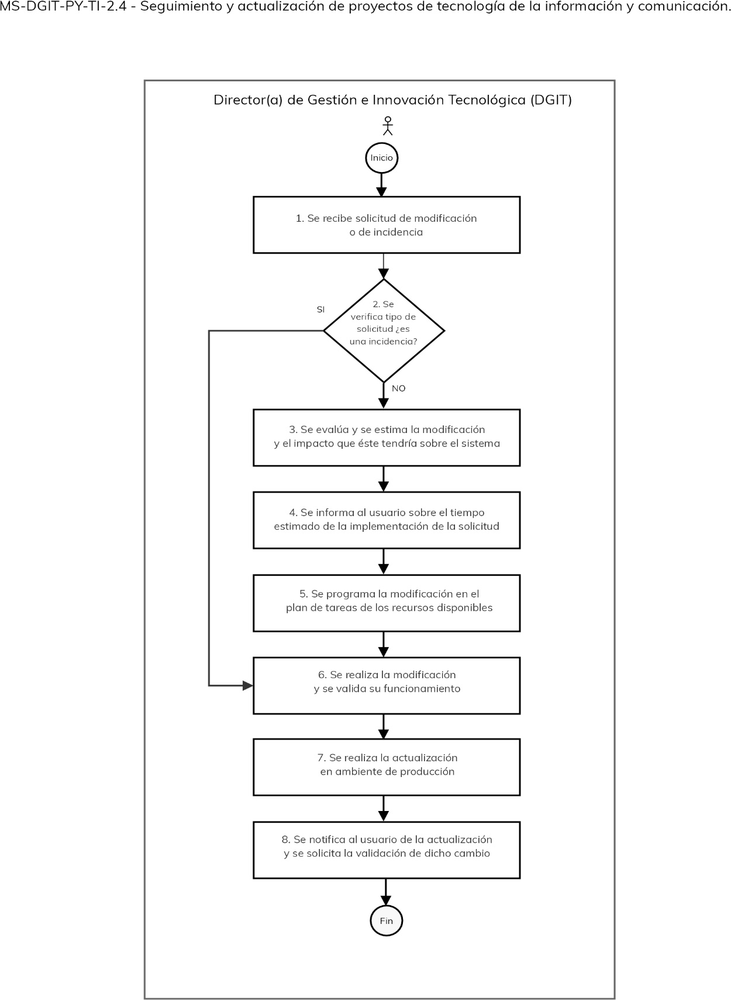 MS-DGIT-PY-TI-2.4 - Seguimiento y actualización de proyectos de tecnología de la información y comunicación.
Director(a) de Gestión e Innovación Tecnológica (DGIT)
Inicio
1. Se recibe solicitud de modificación
o de incidencia
SI
2. Se
verifica tipo de
solicitud ¿es
una incidencia?
NO
3. Se evalúa y se estima la modificación
y el impacto que éste tendría sobre el sistema
4. Se informa al usuario sobre el tiempo
estimado de la implementación de la solicitud
5. Se programa la modificación en el
plan de tareas de los recursos disponibles
6. Se realiza la modificación
y se valida su funcionamiento
7. Se realiza la actualización
en ambiente de producción
8. Se notifica al usuario de la actualización
y se solicita la validación de dicho cambio
Fin